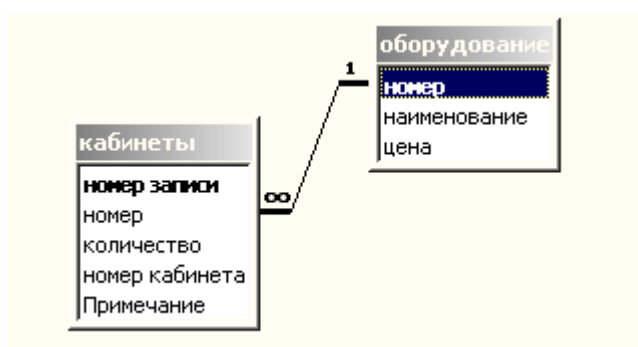 оборудование
1
номер
наименование
цена
кабинеты
номер записи
∞
номер
количество
номер кабинета
Примечание